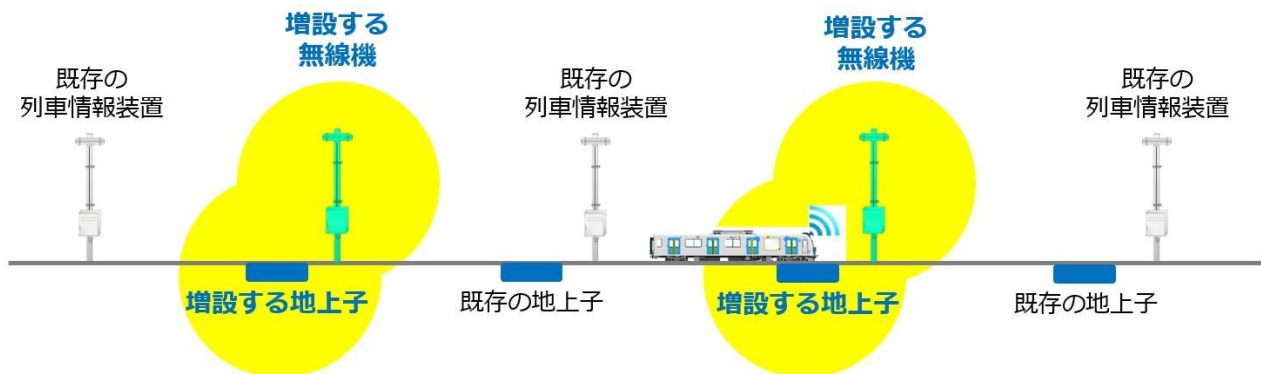 増設する
無線機
増設する
無線機
既存の
列車情報装置
既存の
列車情報装置
既存の
列車情報装置
増設する地上子
既存の地上子
増設する地上子
既存の地上子